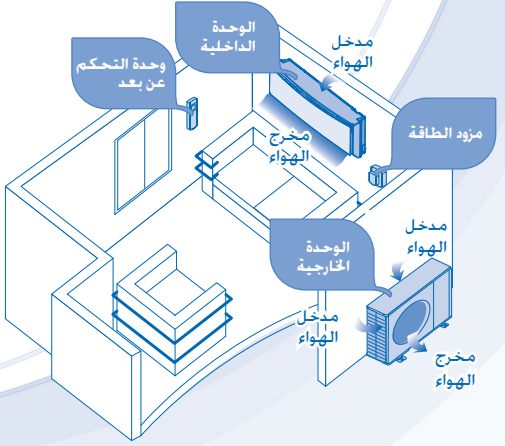 الوحدة
الداخلية
مدخل
الهواء
وحدة التحكم
عن بعد
مزود الطاقة
مخرج
الهواء
مدخل
الهواء
الوحدة
الخارجية
مدخل
الهواء
مخرج
الهواء